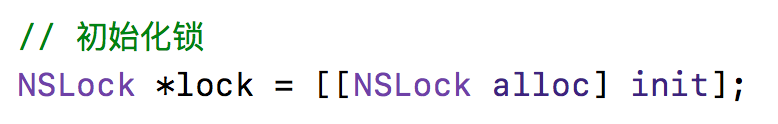 // 初始化锁
NSLock *lock = [[NSLock alloc] init];